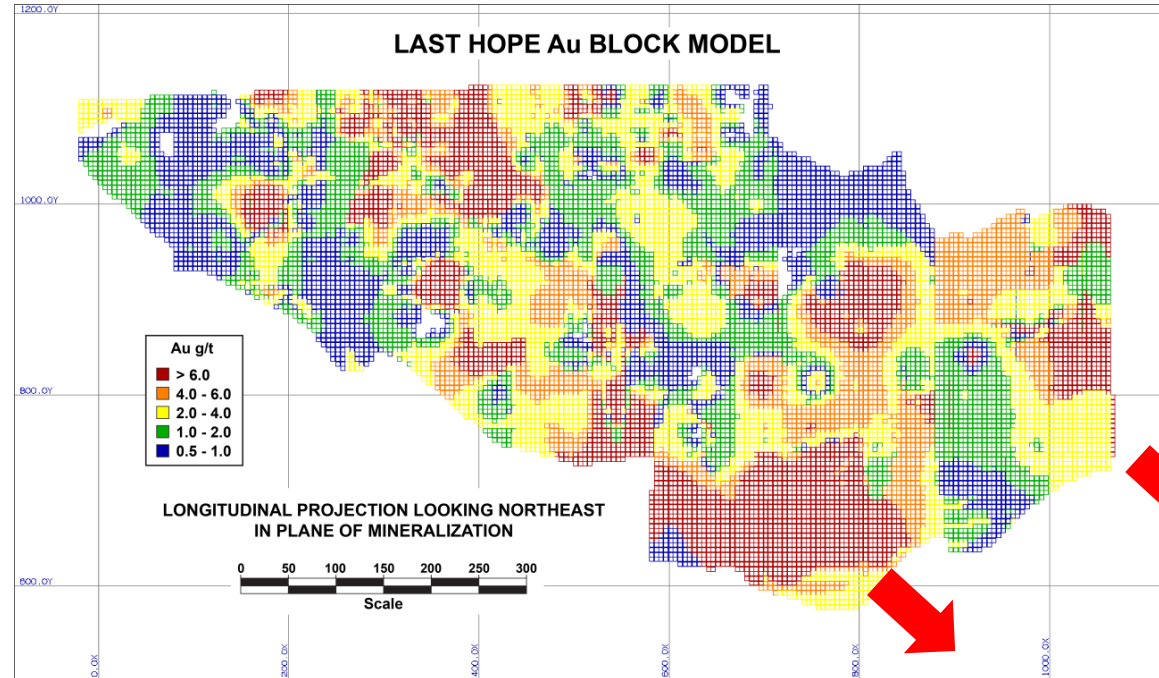 1200.0Y
LAST HOPE Au BLOCK MODEL
1000.0Y
Au g/t
> 6.0
4.0 - 6.0
2.0 - 4.0
1.0 - 2.0
0.5 - 1.0
800.0Y
LONGITUDINAL PROJECTION LOOKING NORTHEAST
IN PLANE OF MINERALIZATION
0 50 100 150 200 250 300
Scale
600.0Y
0.0X 200.0X 400.0X 600.0X 800.0X 1000.0X